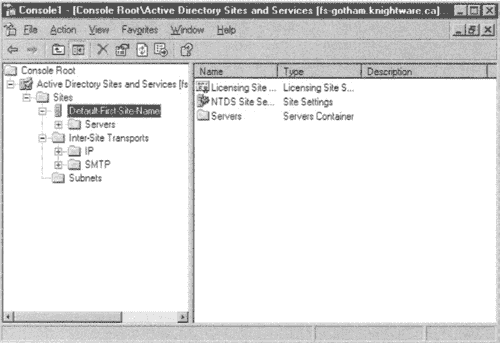 Console1 - [Console Root\Active Directory Sites and Services [fs-gotham.knightware.ca]...
File Action View Favorites Window Help
Console Root
Active Directory Sites and Services [fs
Sites
Default-First-Site-Name
Servers
Inter-Site Transports
IP
SMTP
Subnets
Name Type Description
Licensing Site ... Licensing Site S...
NTDS Site Se... Site Settings
Servers Servers Container